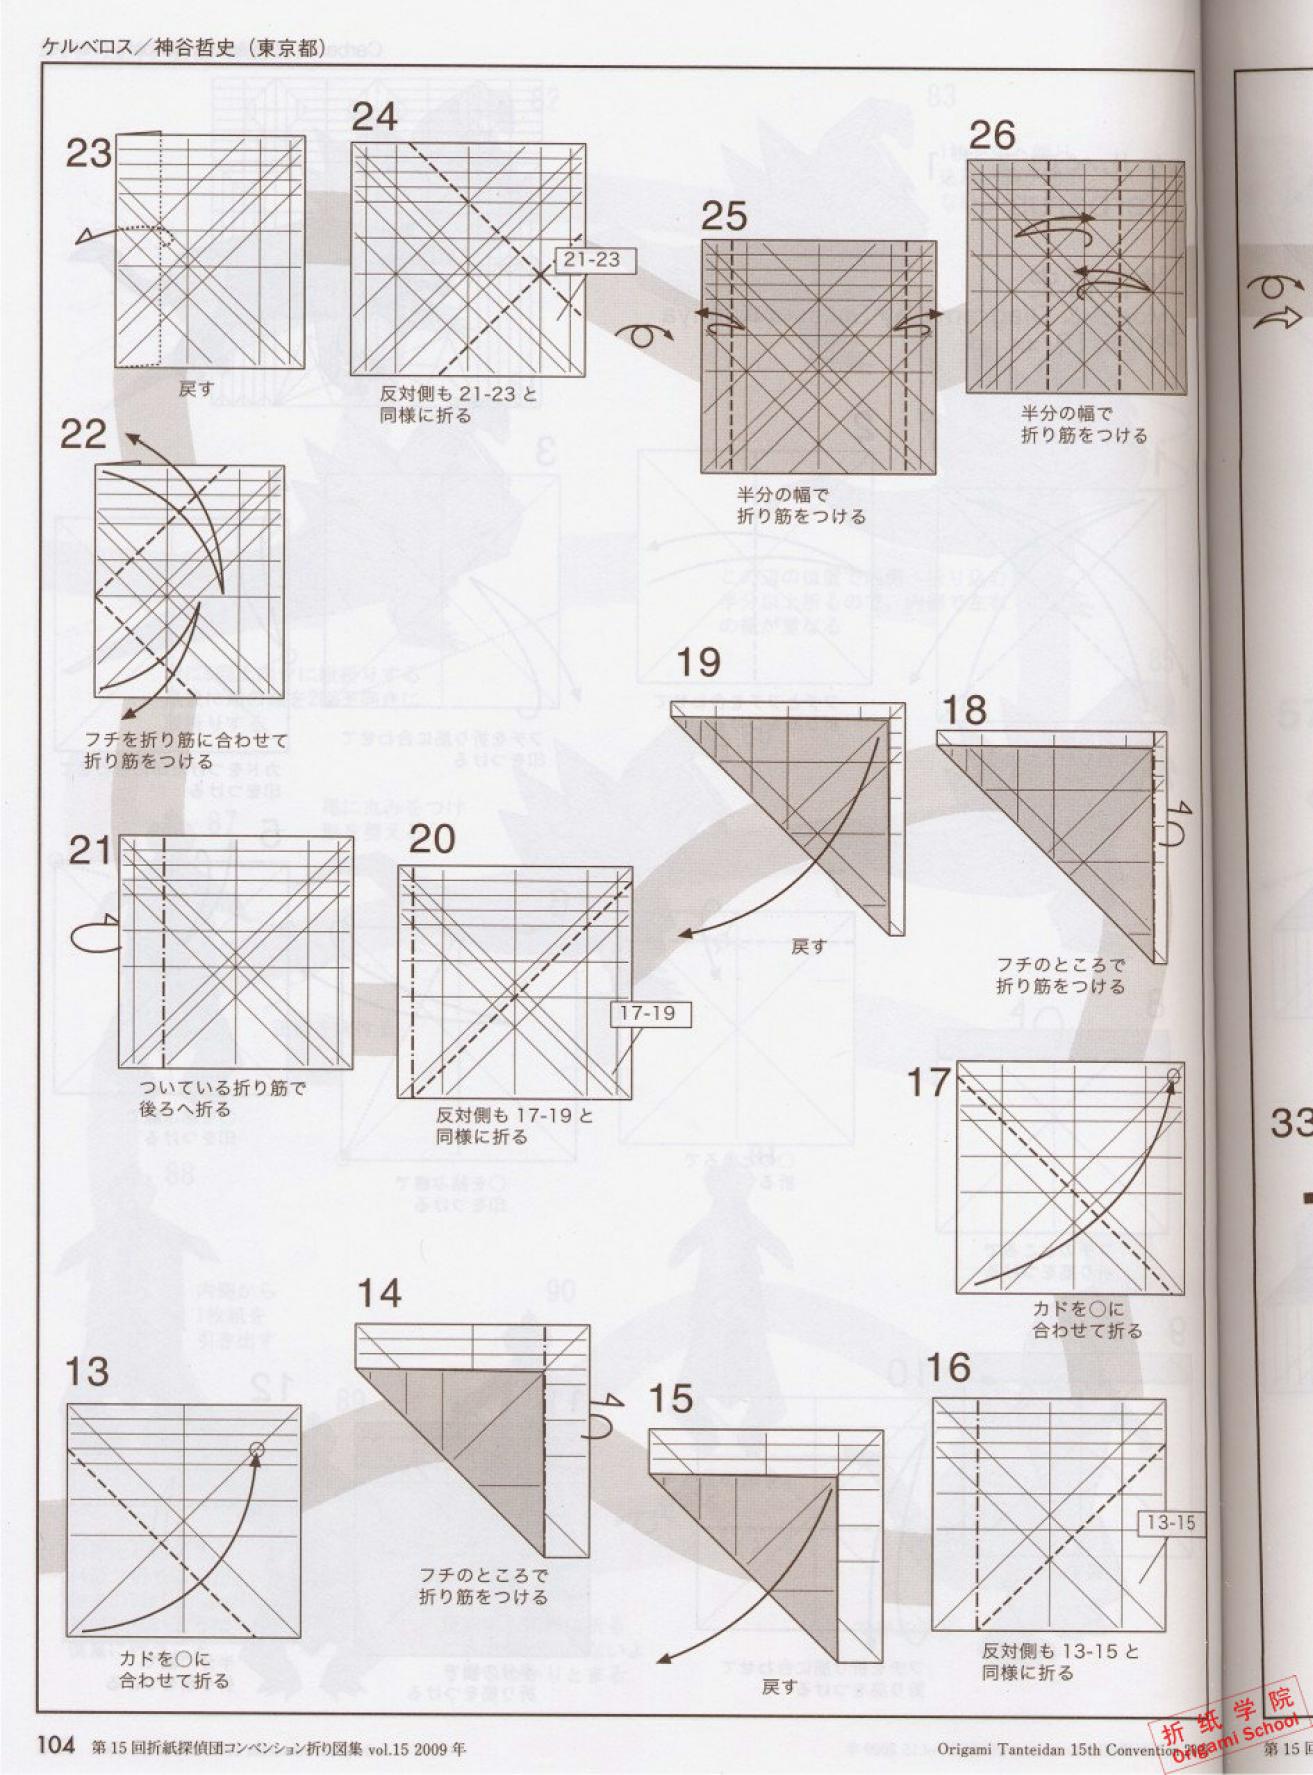 ケルベロス／神谷哲史（東京都）
23
戻す
24
21-23
反対側も 21-23 と
同様に折る
25
半分の幅で
折り筋をつける
26
半分の幅で
折り筋をつける
22
フチを折り筋に合わせて
折り筋をつける
19
戻す
18
フチのところで
折り筋をつける
21
ついている折り筋で
後ろへ折る
20
17-19
反対側も 17-19 と
同様に折る
17
カドを○に
合わせて折る
33
14
フチのところで
折り筋をつける
13
カドを○に
合わせて折る
15
戻す
16
13-15
反対側も 13-15 と
同様に折る
104 第 15 回折紙探偵団コンベンション折り図集 vol.15 2009 年
Origami Tanteidan 15th Convention
折 纸 学 院
Origami School
第 15